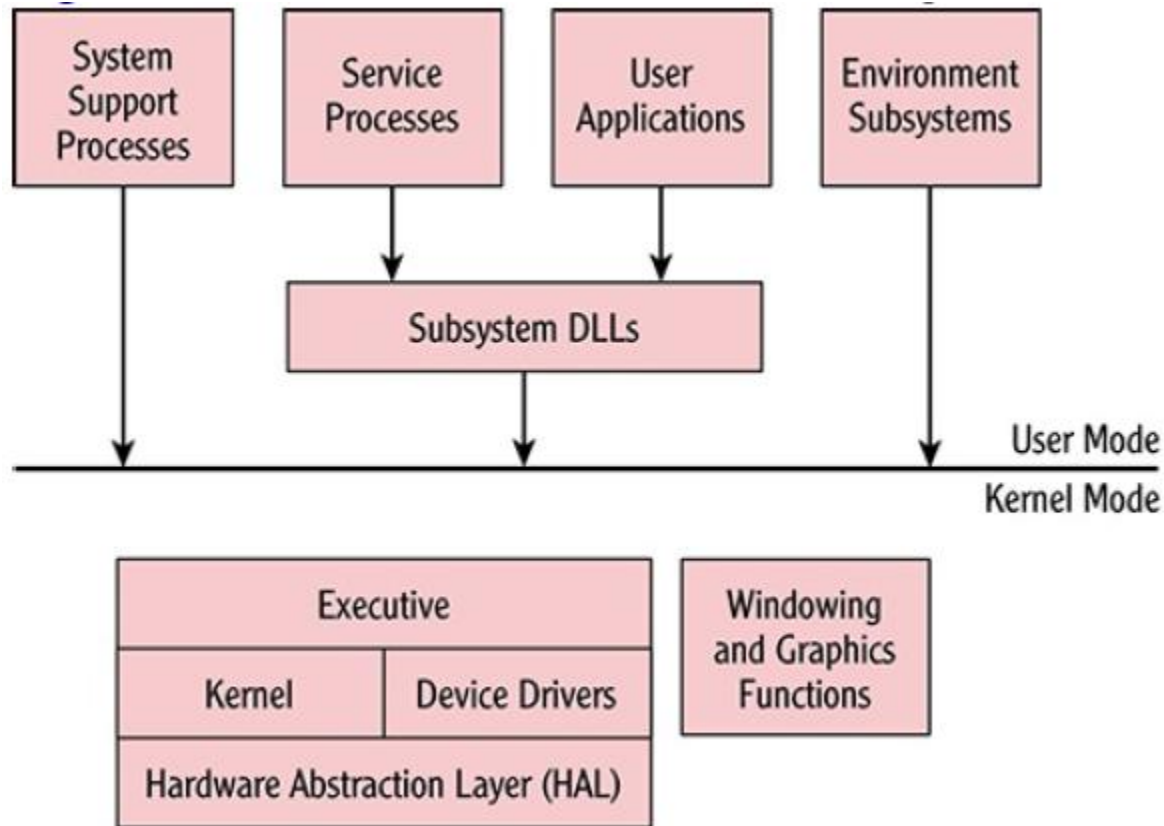 System
Support
Processes
Service
Processes
User
Applications
Environment
Subsystems
Subsystem DLLs
User Mode
Kernel Mode
Executive
Kernel
Device Drivers
Hardware Abstraction Layer (HAL)
Windowing
and Graphics
Functions